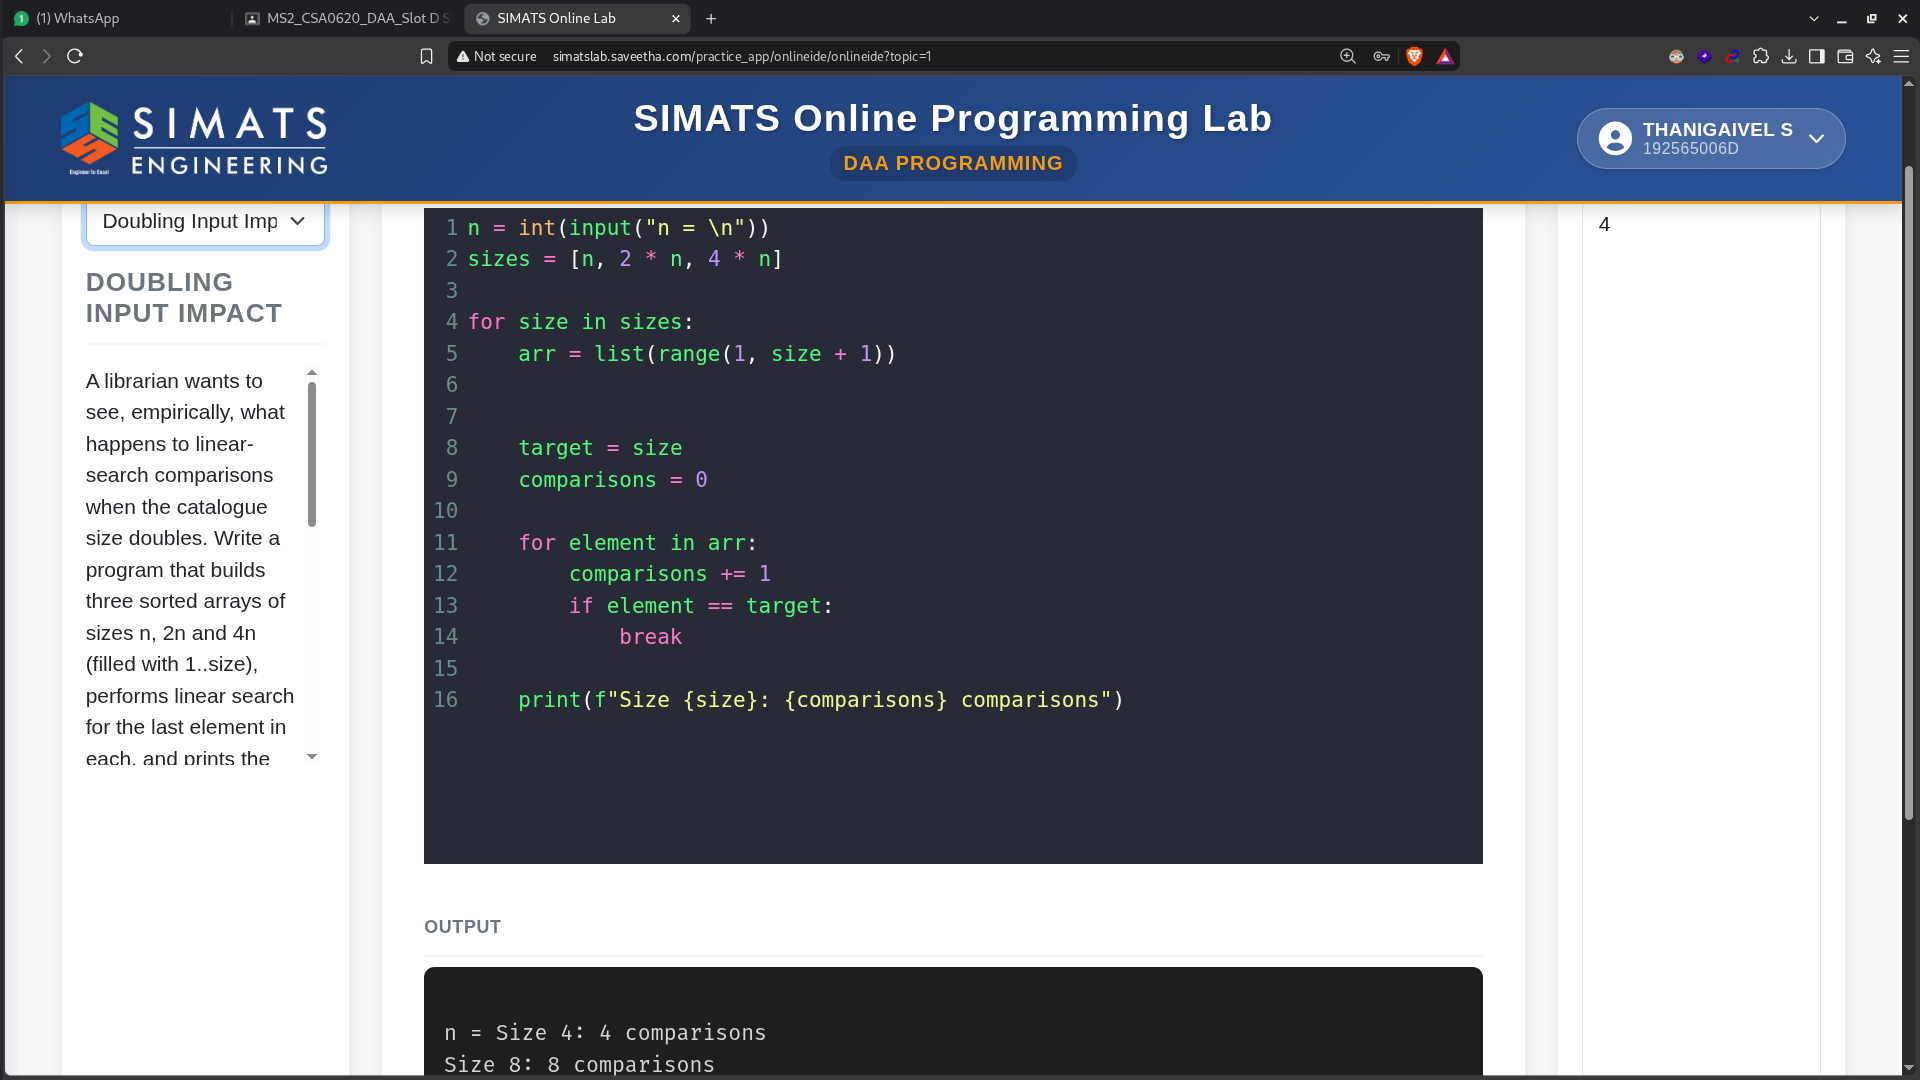 (1) WhatsApp
MS2_CSA0620_DAA_Slot D S
SIMATS Online Lab
Not secure simatslab.saveetha.com/practice_app/onlineide/onlineide?topic=1
SIMATS
ENGINEERING
Engineer to Excel
SIMATS Online Programming Lab
DAA PROGRAMMING
THANIGAIVEL S
192565006D
Doubling Input Imp
DOUBLING
INPUT IMPACT
A librarian wants to
see, empirically, what
happens to linear-
search comparisons
when the catalogue
size doubles. Write a
program that builds
three sorted arrays of
sizes n, 2n and 4n
(filled with 1..size),
performs linear search
for the last element in
each, and prints the
1 n = int(input("n = \n"))
2 sizes = [n, 2 * n, 4 * n]
3
4 for size in sizes:
5     arr = list(range(1, size + 1))
6
7
8     target = size
9     comparisons = 0
10
11     for element in arr:
12         comparisons += 1
13         if element == target:
14             break
15
16     print(f"Size {size}: {comparisons} comparisons")
OUTPUT
n = Size 4: 4 comparisons
Size 8: 8 comparisons
4